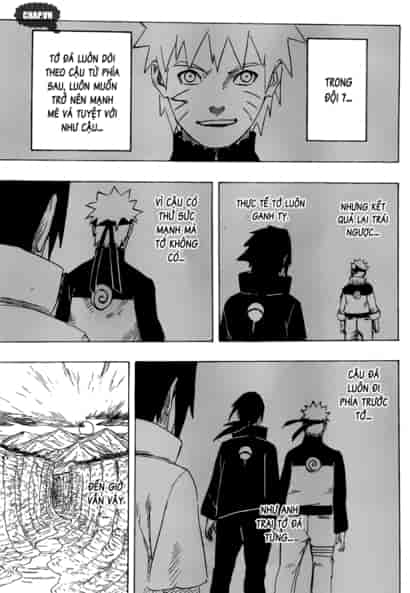 CHAP.VN
TRONG
ĐỘI 7...
TỚ ĐÃ LUÔN DÕI
THEO CẬU TỪ PHÍA
SAU, LUÔN MUỐN
TRỞ NÊN MẠNH
MẼ VÀ TUYỆT VỜI
NHƯ CẬU...
NHƯNG KẾT
QUẢ LẠI TRÁI
NGƯỢC...
THỰC TẾ TỚ LUÔN
GANH TỴ.
VÌ CẬU CÓ
THỨ SỨC
MẠNH MÀ
TỚ KHÔNG
CÓ...
CẬU ĐÃ
LUÔN ĐI
PHÍA TRƯỚC
TỚ...
NHƯ ANH
TRAI TỚ ĐÃ
TỪNG....
ĐẾN GIỜ
VẪN VẬY.